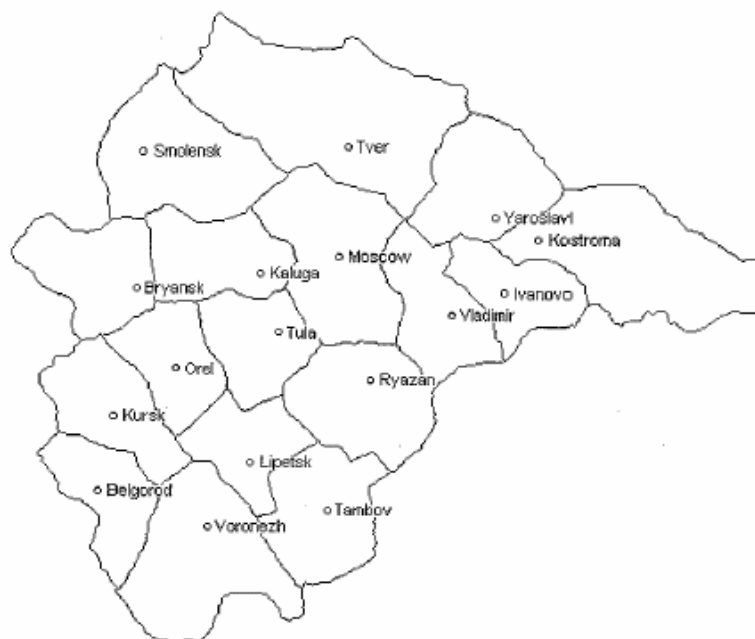 Smolensk
Tver
Yaroslavl
Kostroma
Moscow
Kaluga
Bryansk
Ivanovo
Vladimir
Tula
Orel
Ryazan
Kursk
Lipetsk
Belgorod
Tambov
Voronezh